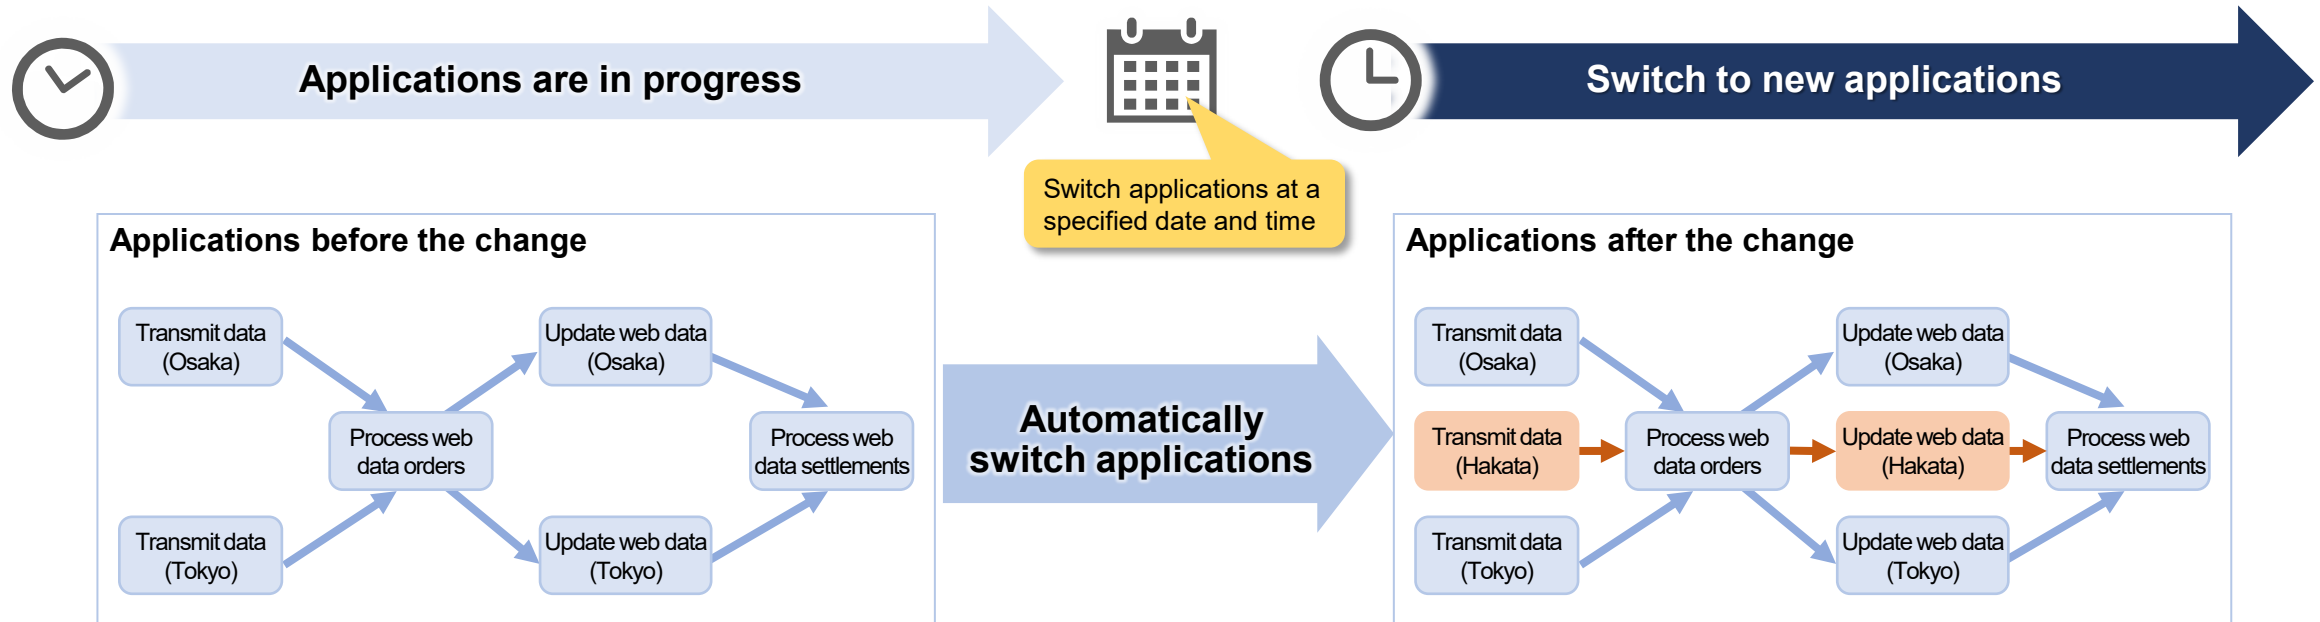 Applications are in progress
Switch to new applications
Switch applications at a
specified date and time
Applications before the change
Transmit data
(Osaka)
Update web data
(Osaka)
Process web
data orders
Process web
data settlements
Transmit data
(Tokyo)
Update web data
(Tokyo)
Automatically
switch applications
Applications after the change
Transmit data
(Osaka)
Update web data
(Osaka)
Transmit data
(Hakata)
Process web
data orders
Update web data
(Hakata)
Process web
data settlements
Transmit data
(Tokyo)
Update web data
(Tokyo)